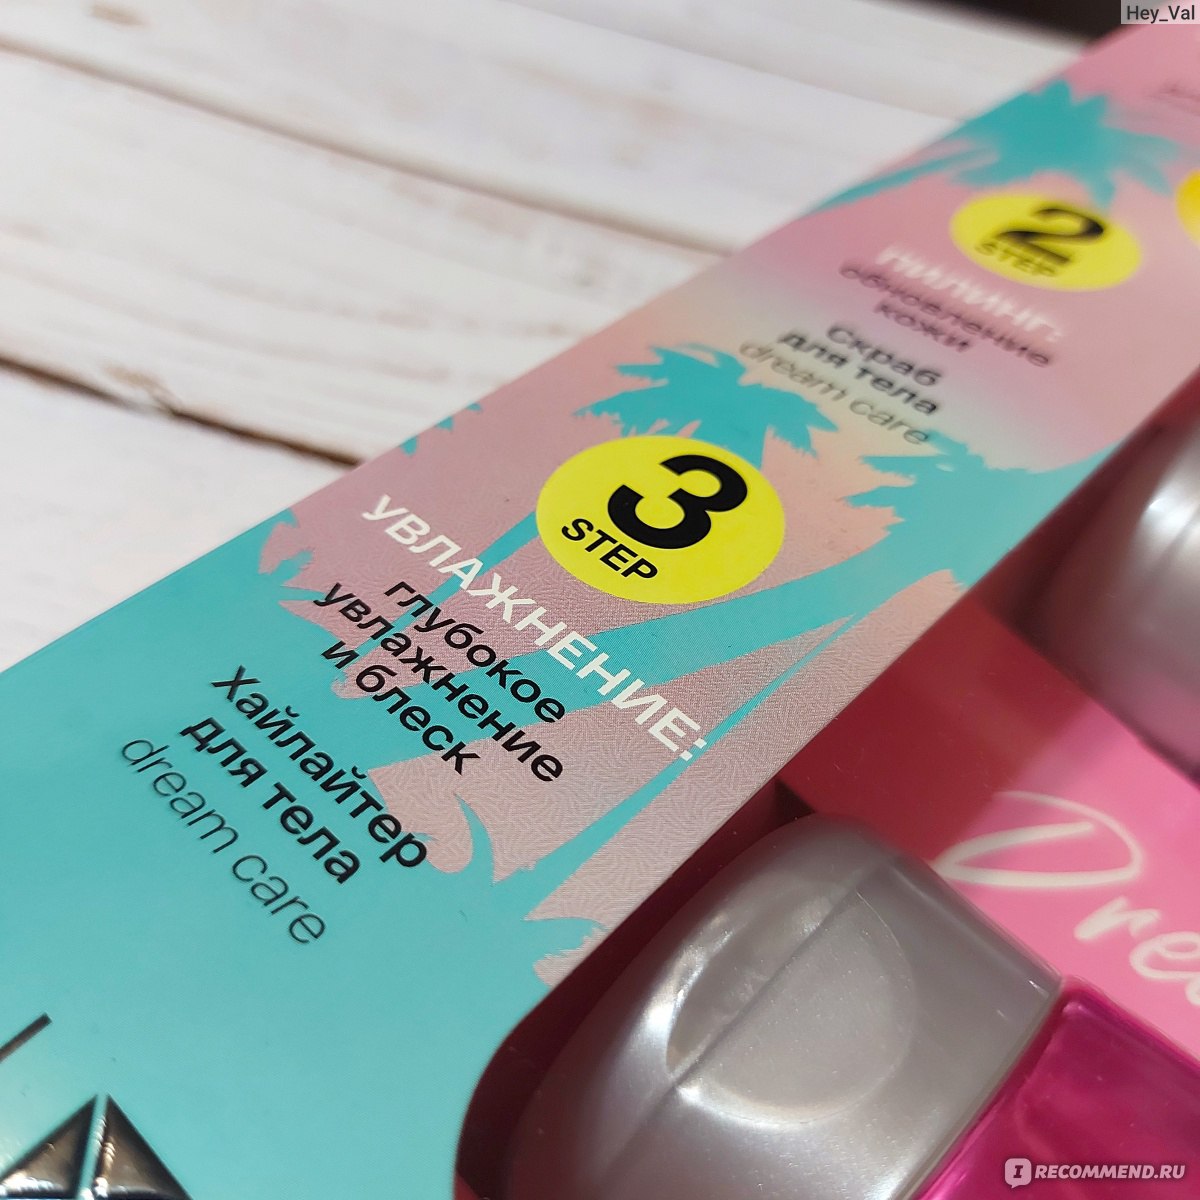 Hey_Val
2
STEP
ПИЛИНГ:
обновление
кожи
Скраб
для тела
dream care
3
STEP
УВЛАЖНЕНИЕ:
глубокое
увлажнение
и блеск
Хайлайтер
для тела
dream care
Dre
I RECOMMEND.RU